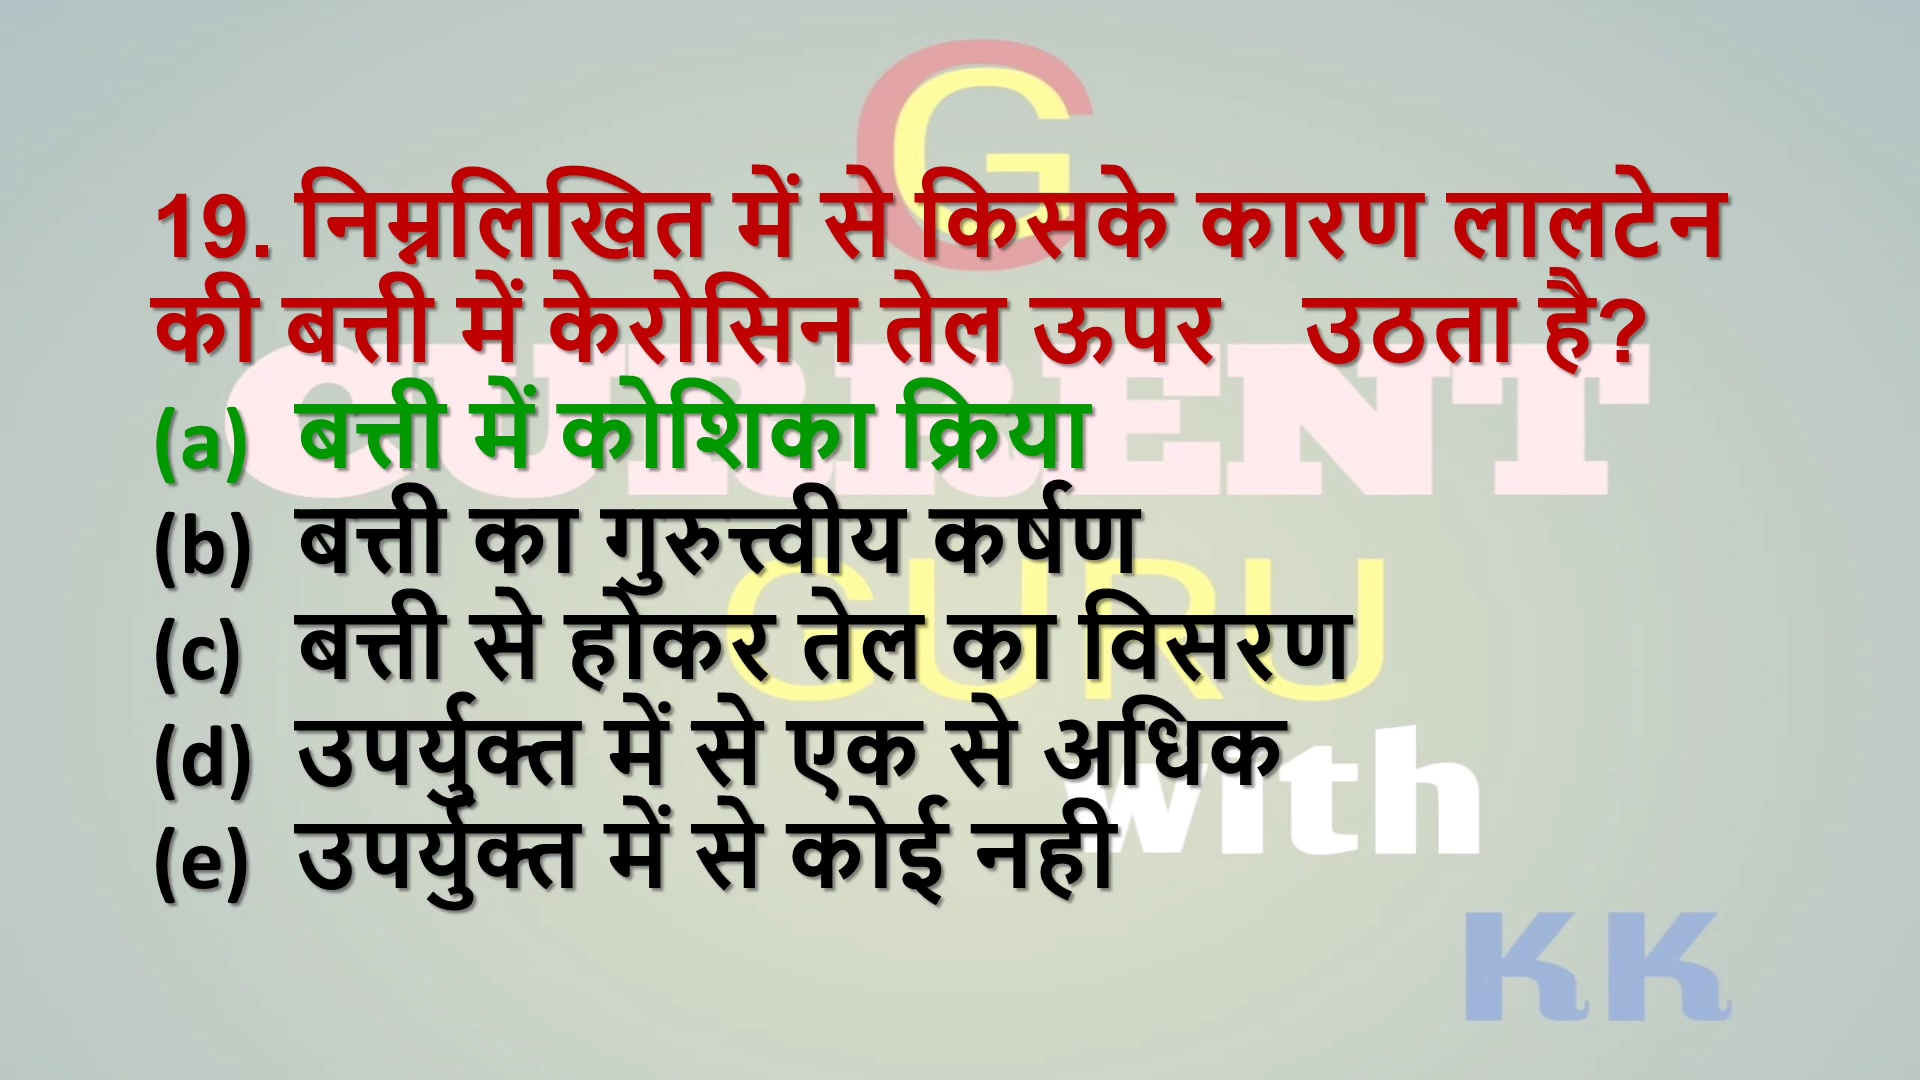 G
19. निम्नलिखित में से किसके कारण लालटेन
की बत्ती में केरोसिन तेल ऊपर उठता है?
CURRENT
(a) बत्ती में कोशिका क्रिया
(b) बत्ती का गुरुत्त्वीय कर्षण
GURU
(c) बत्ती से होकर तेल का विसरण
(d) उपर्युक्त में से एक से अधिक
with
(e) उपर्युक्त में से कोई नही
KK